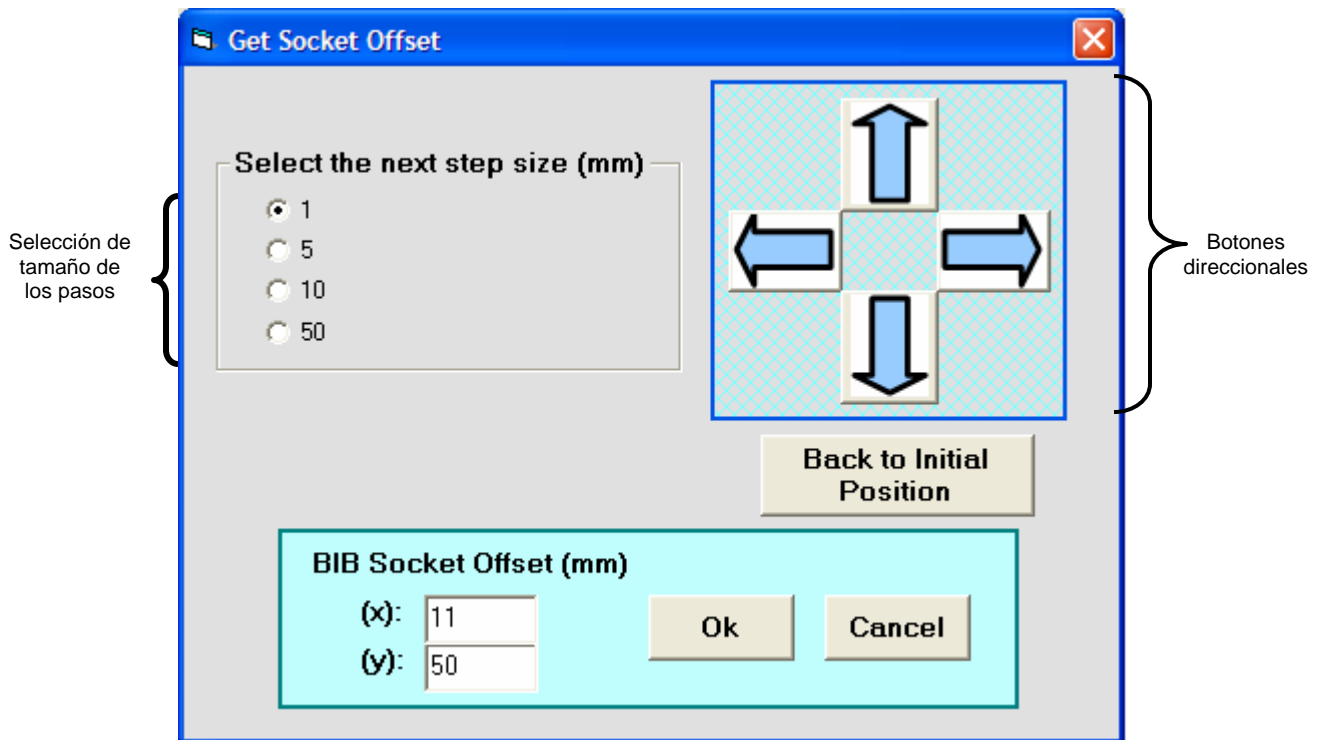 Get Socket Offset
Select the next step size (mm)
1
5
10
50
Selección de
tamaño de
los pasos
Botones
direccionales
Back to Initial
Position
BIB Socket Offset (mm)
(x): 11
(y): 50
Ok
Cancel